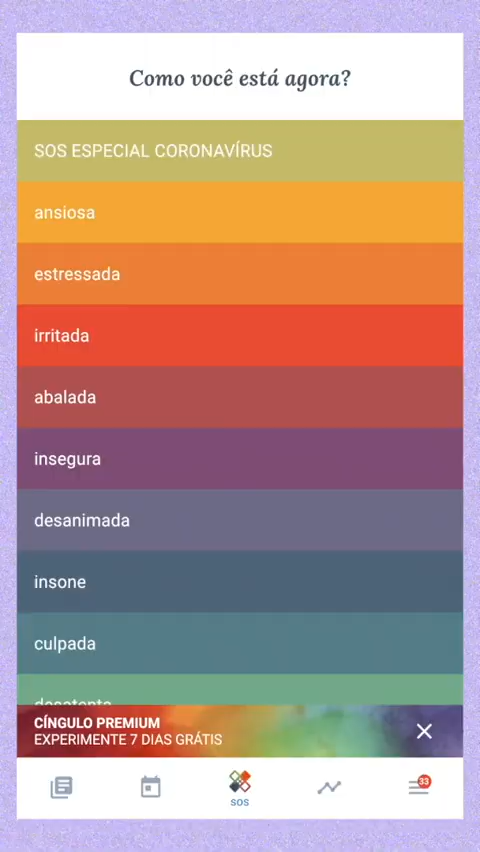 Como você está agora?
SOS ESPECIAL CORONAVÍRUS
ansiosa
estressada
irritada
abalada
insegura
desanimada
insone
culpada
desatenta
CÍNGULO PREMIUM
EXPERIMENTE 7 DIAS GRÁTIS
33
SOS